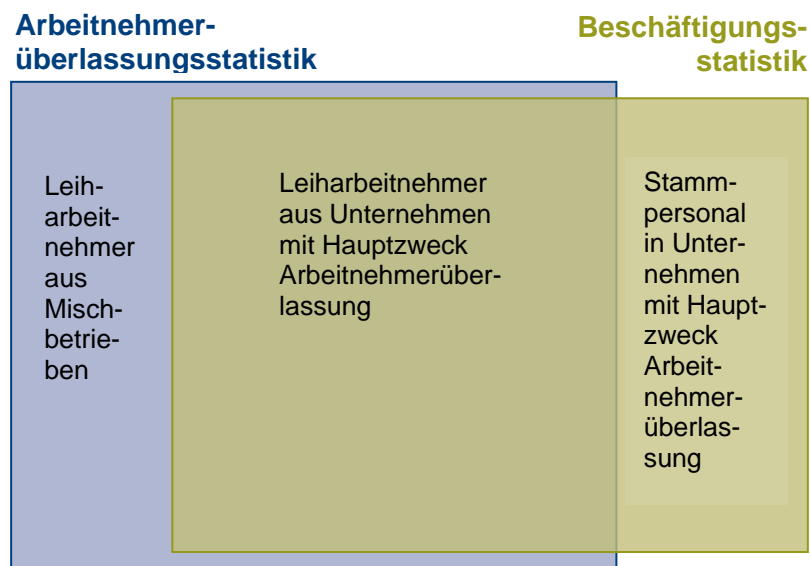 Arbeitnehmer-
überlassungsstatistik
Beschäftigungs-
statistik
Leih-
arbeit-
nehmer
aus
Misch-
betrie-
ben
Leiharbeitnehmer
aus Unternehmen
mit Hauptzweck
Arbeitnehmerüber-
lassung
Stamm-
personal
in Unter-
nehmen
mit Haupt-
zweck
Arbeit-
nehmer-
überlas-
sung